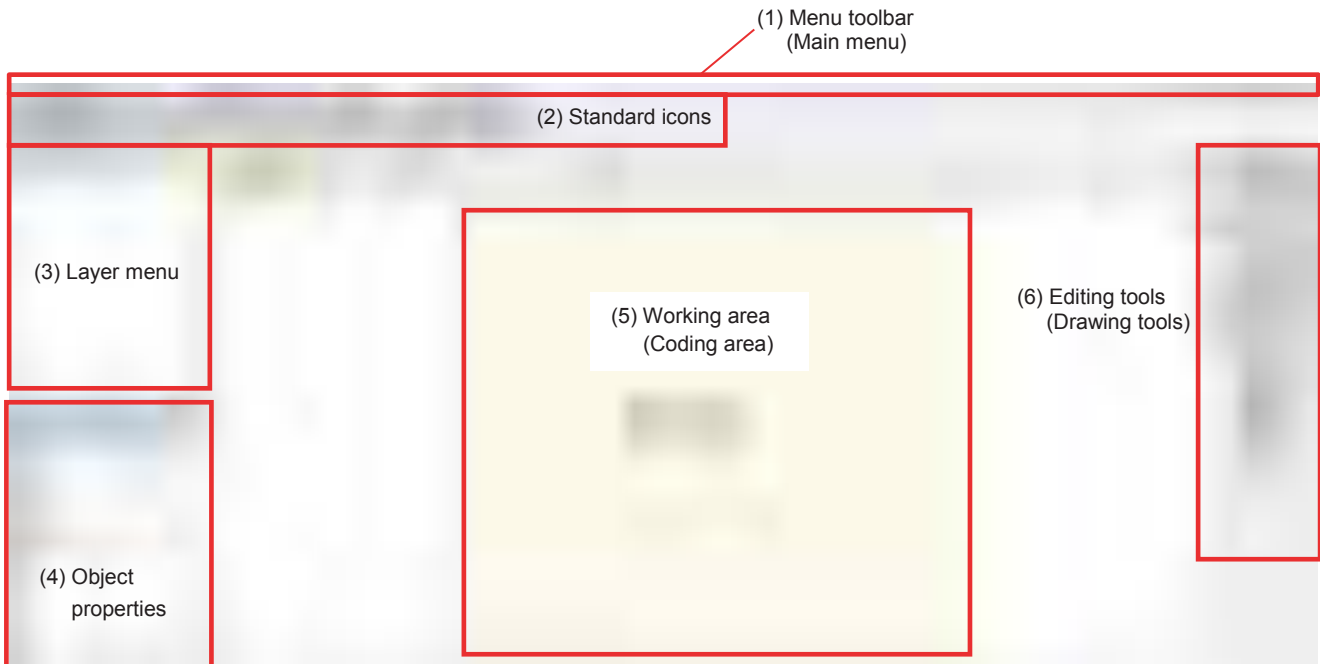 (1) Menu toolbar
(Main menu)
(2) Standard icons
(3) Layer menu
(5) Working area
(Coding area)
(6) Editing tools
(Drawing tools)
(4) Object
properties